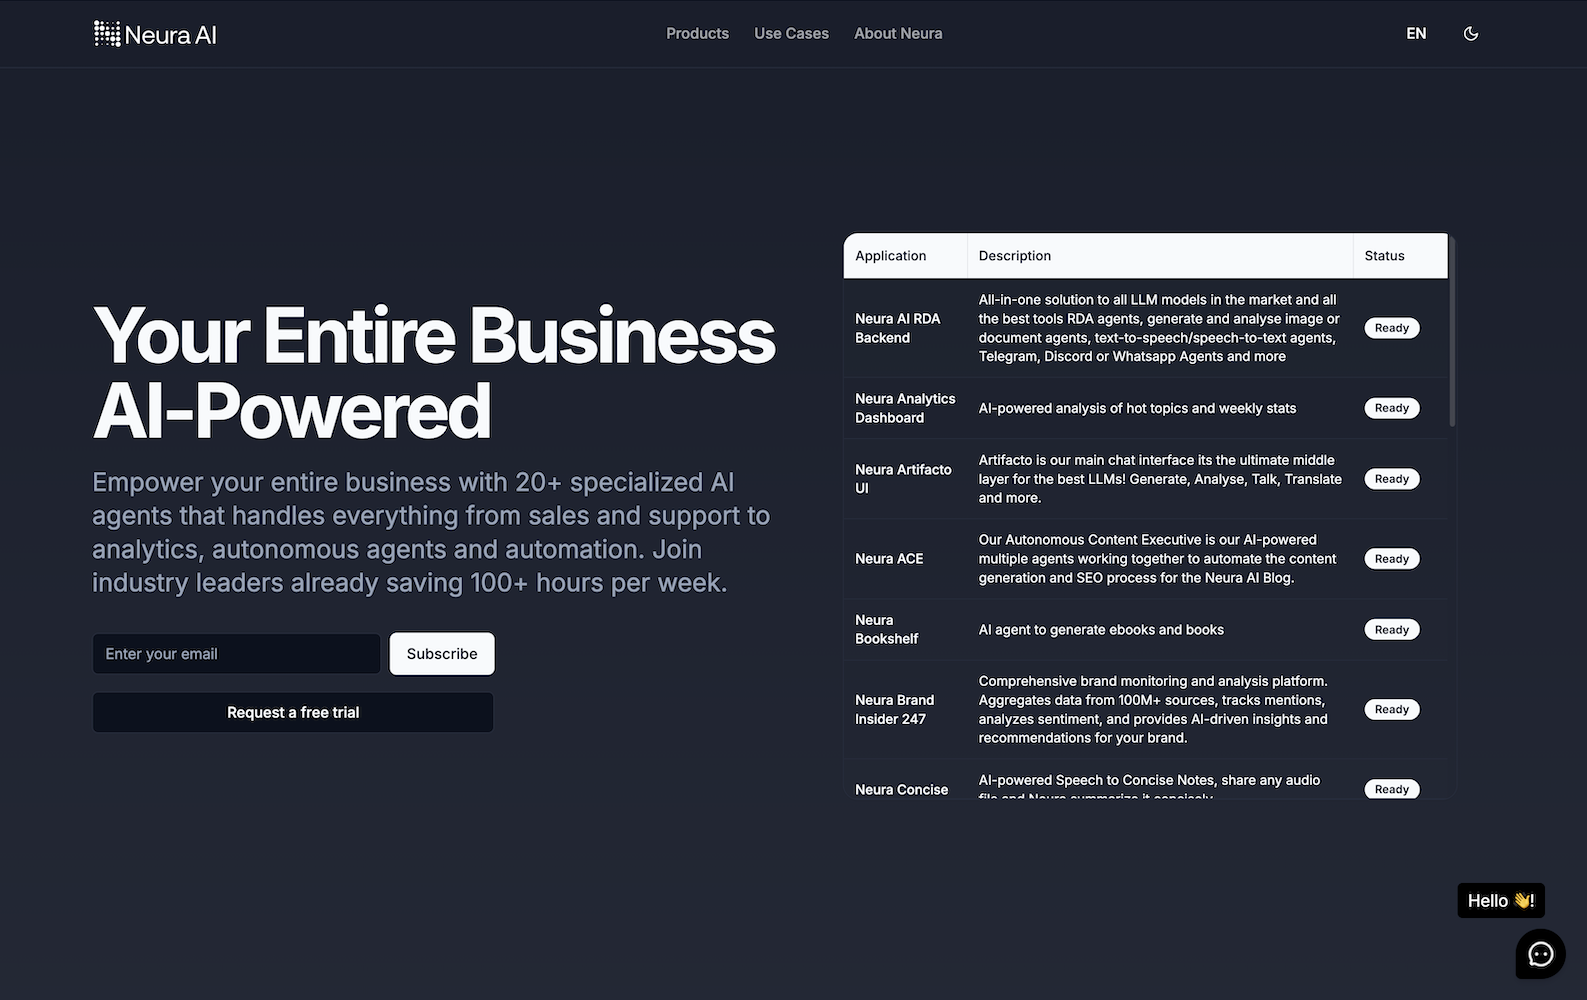 Neura AI
Products
Use Cases
About Neura
EN
Your Entire Business
AI-Powered
Empower your entire business with 20+ specialized AI
agents that handles everything from sales and support to
analytics, autonomous agents and automation. Join
industry leaders already saving 100+ hours per week.
Enter your email
Subscribe
Request a free trial
Application
Description
Status
Neura AI RDA
Backend
All-in-one solution to all LLM models in the market and all
the best tools RDA agents, generate and analyse image or
document agents, text-to-speech/speech-to-text agents,
Telegram, Discord or Whatsapp Agents and more
Ready
Neura Analytics
Dashboard
AI-powered analysis of hot topics and weekly stats
Ready
Neura Artifacto
UI
Artifacto is our main chat interface its the ultimate middle
layer for the best LLMs! Generate, Analyse, Talk, Translate
and more.
Ready
Neura ACE
Our Autonomous Content Executive is our AI-powered
multiple agents working together to automate the content
generation and SEO process for the Neura AI Blog.
Ready
Neura
Bookshelf
AI agent to generate ebooks and books
Ready
Neura Brand
Insider 247
Comprehensive brand monitoring and analysis platform.
Aggregates data from 100M+ sources, tracks mentions,
analyzes sentiment, and provides AI-driven insights and
recommendations for your brand.
Ready
Neura Concise
AI-powered Speech to Concise Notes, share any audio
file and Neura summarize it concisely
Ready
Hello 👋!